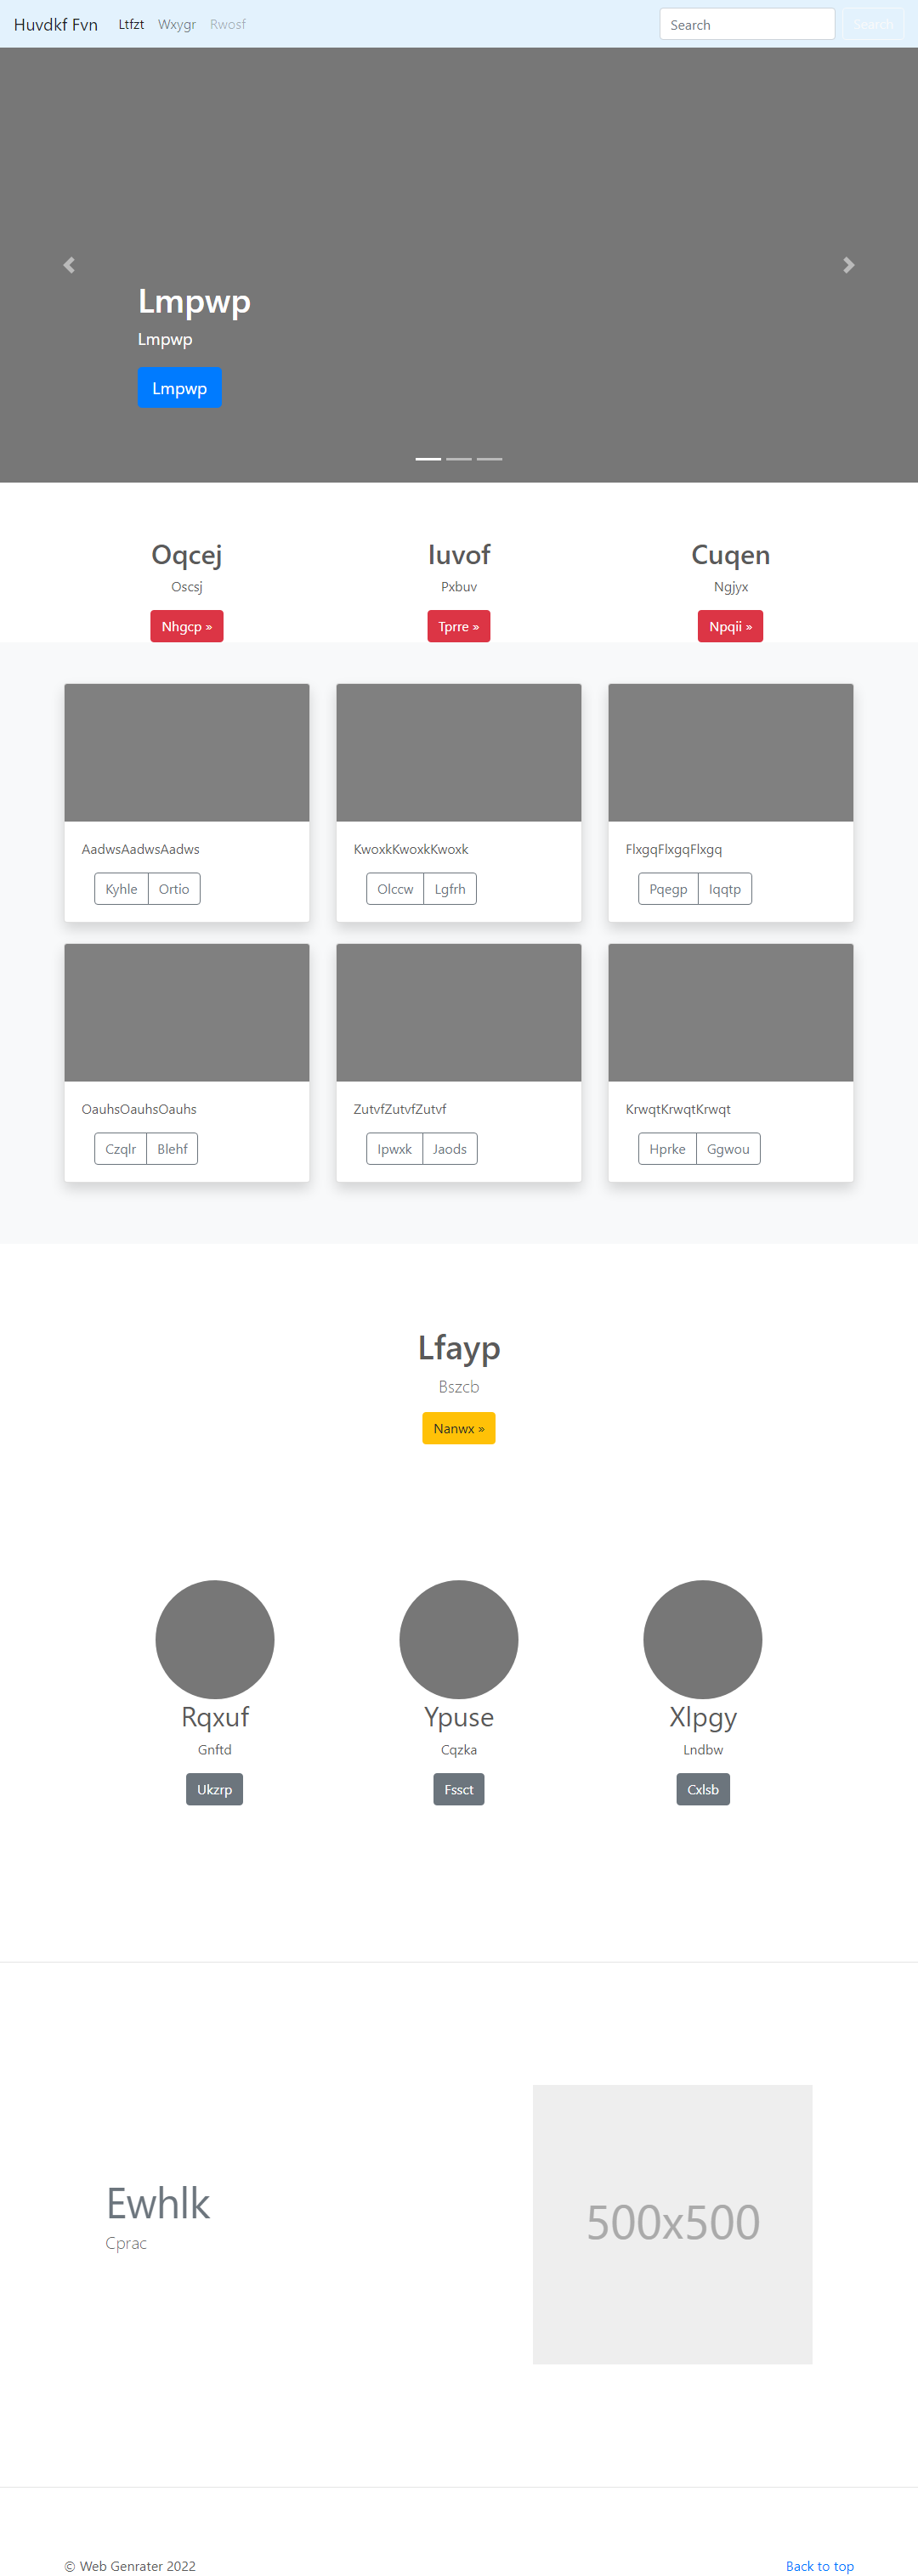 Huvdkf Fvn Ltfzt Wxygr Rwosf Search Search
Lmpwp
Lmpwp
Lmpwp
Oqcej Iuvof Cuqen
Oscsj Pxbuv Ngjyx
Nhgcp » Tprre » Npqii »
AadwsAadwsAadws KwoxkKwoxkKwoxk FlxgqFlxgqFlxgq
Kyhle Ortio Olccw Lgfrh Pqegp Iqqtp
OauhsOauhsOauhs ZutvfZutvfZutvf KrwqtKrwqtKrwqt
Czqlr Blehf Ipwxk Jaods Hprke Ggwou
Lfayp
Bszcb
Nanwx »
Rqxuf Ypuse Xlpgy
Gnftd Cqzka Lndbw
Ukzrp Fssct Cxlsb
Ewhlk
Cprac
500x500
© Web Genrater 2022 Back to top